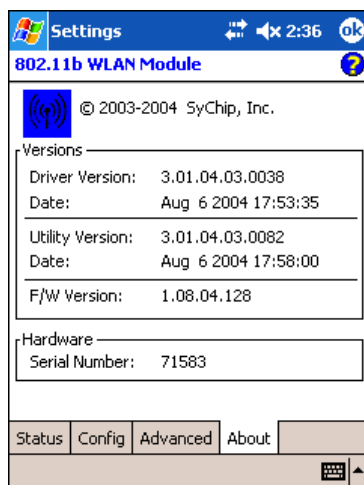 Settings 2:36 ok
802.11b WLAN Module ?
© 2003-2004 SyChip, Inc.
Versions
Driver Version: 3.01.04.03.0038
Date: Aug 6 2004 17:53:35
Utility Version: 3.01.04.03.0082
Date: Aug 6 2004 17:58:00
F/W Version: 1.08.04.128
Hardware
Serial Number: 71583
Status Config Advanced About